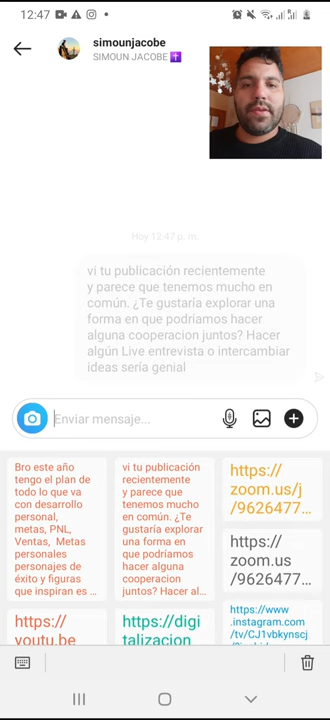 12:47
simounjacobe
SIMOUN JACOBE
Hoy 12:47 p. m.
vi tu publicación recientemente
y parece que tenemos mucho en
común. ¿Te gustaría explorar una
forma en que podríamos hacer
alguna cooperacion juntos? Hacer
algún Live entrevista o intercambiar
ideas sería genial
Enviar mensaje...
Bro este año
tengo el plan de
todo lo que va
con desarrollo
personal,
metas, PNL,
Ventas, Metas
personales
personajes de
éxito y figuras
que inspiran es ...
vi tu publicación
recientemente
y parece que
tenemos mucho
en común. ¿Te
gustaría explorar
una forma en que
podríamos hacer
alguna
cooperacion
juntos? Hacer al...
https://
zoom.us/j
/9626477...
https://
zoom.us
/9626477...
https://
youtu.be
https://digi
talizacion
https://www
.instagram.com
/tv/CJ1vbkynscj